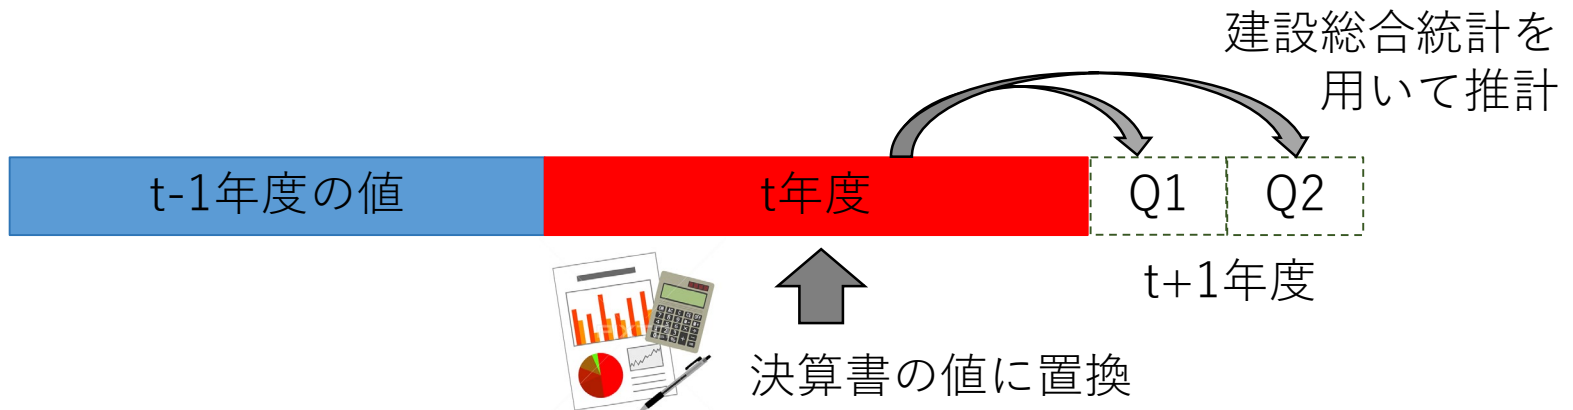 建設総合統計を
用いて推計
t-1年度の値
t年度
Q1
Q2
t+1年度
決算書の値に置換